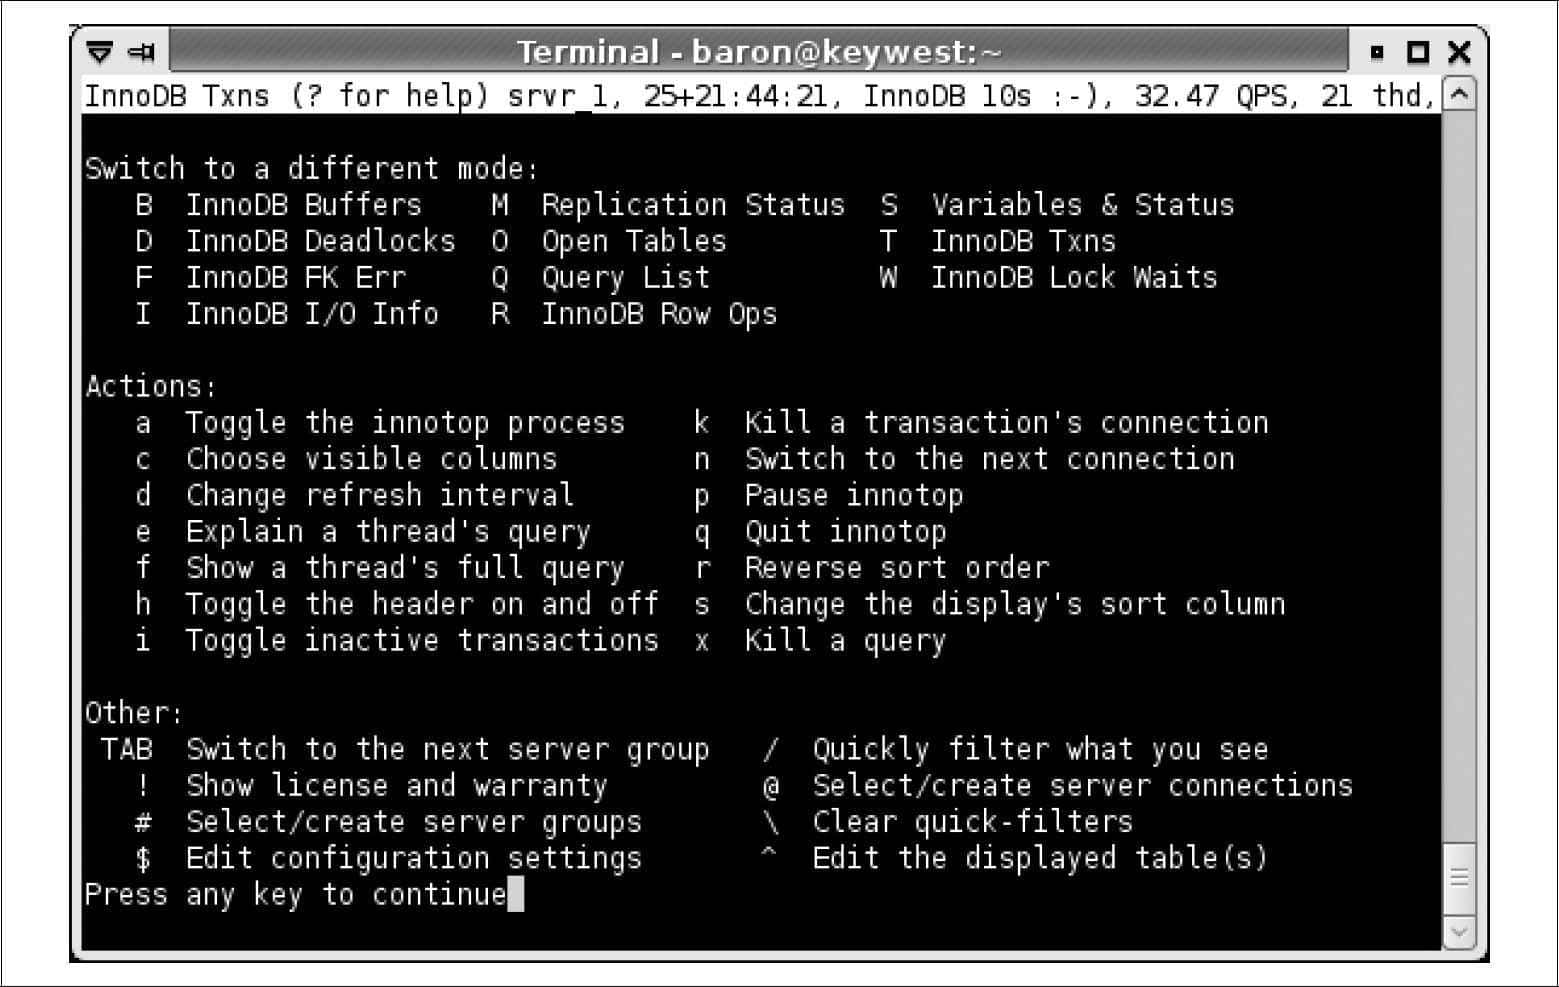 Terminal - baron@keywest:~
InnoDB Txns (? for help) srvr_1, 25+21:44:21, InnoDB 10s :-), 32.47 QPS, 21 thd,
Switch to a different mode:
B InnoDB Buffers M Replication Status S Variables & Status
D InnoDB Deadlocks O Open Tables T InnoDB Txns
F InnoDB FK Err Q Query List W InnoDB Lock Waits
I InnoDB I/O Info R InnoDB Row Ops
Actions:
a Toggle the innotop process k Kill a transaction's connection
c Choose visible columns n Switch to the next connection
d Change refresh interval p Pause innotop
e Explain a thread's query q Quit innotop
f Show a thread's full query r Reverse sort order
h Toggle the header on and off s Change the display's sort column
i Toggle inactive transactions x Kill a query
Other:
TAB Switch to the next server group / Quickly filter what you see
! Show license and warranty @ Select/create server connections
# Select/create server groups \ Clear quick-filters
$ Edit configuration settings ^ Edit the displayed table(s)
Press any key to continue